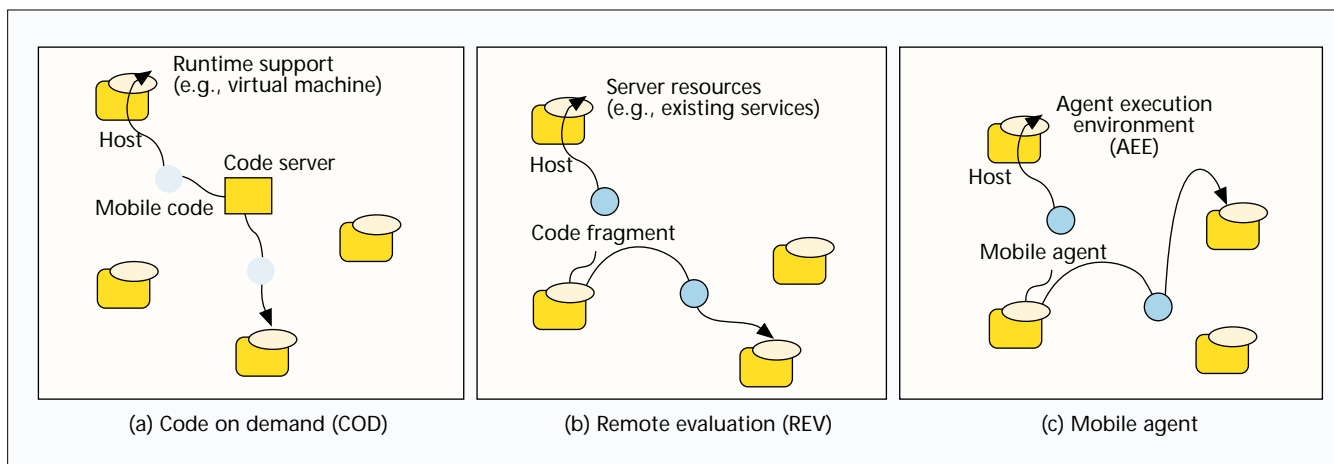 Runtime support
(e.g., virtual machine)
Host
Code server
Mobile code
(a) Code on demand (COD)
Server resources
(e.g., existing services)
Host
Code fragment
(b) Remote evaluation (REV)
Agent execution
environment
(AEE)
Host
Mobile agent
(c) Mobile agent